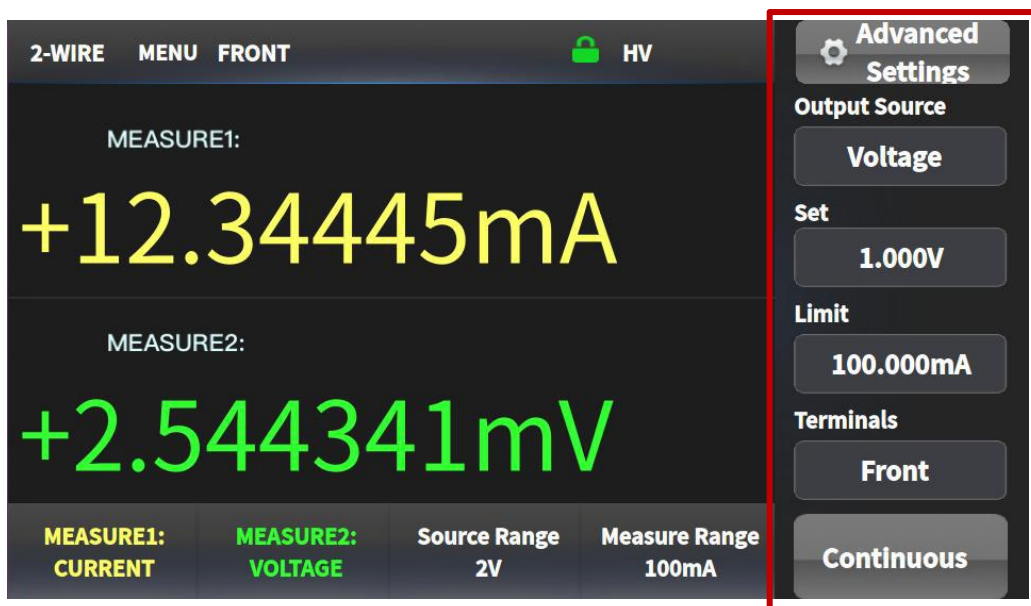 2-WIRE MENU FRONT HV
MEASURE1:
+12.34445mA
MEASURE2:
+2.544341mV
MEASURE1:
CURRENT
MEASURE2:
VOLTAGE
Source Range
2V
Measure Range
100mA
Advanced
Settings
Output Source
Voltage
Set
1.000V
Limit
100.000mA
Terminals
Front
Continuous